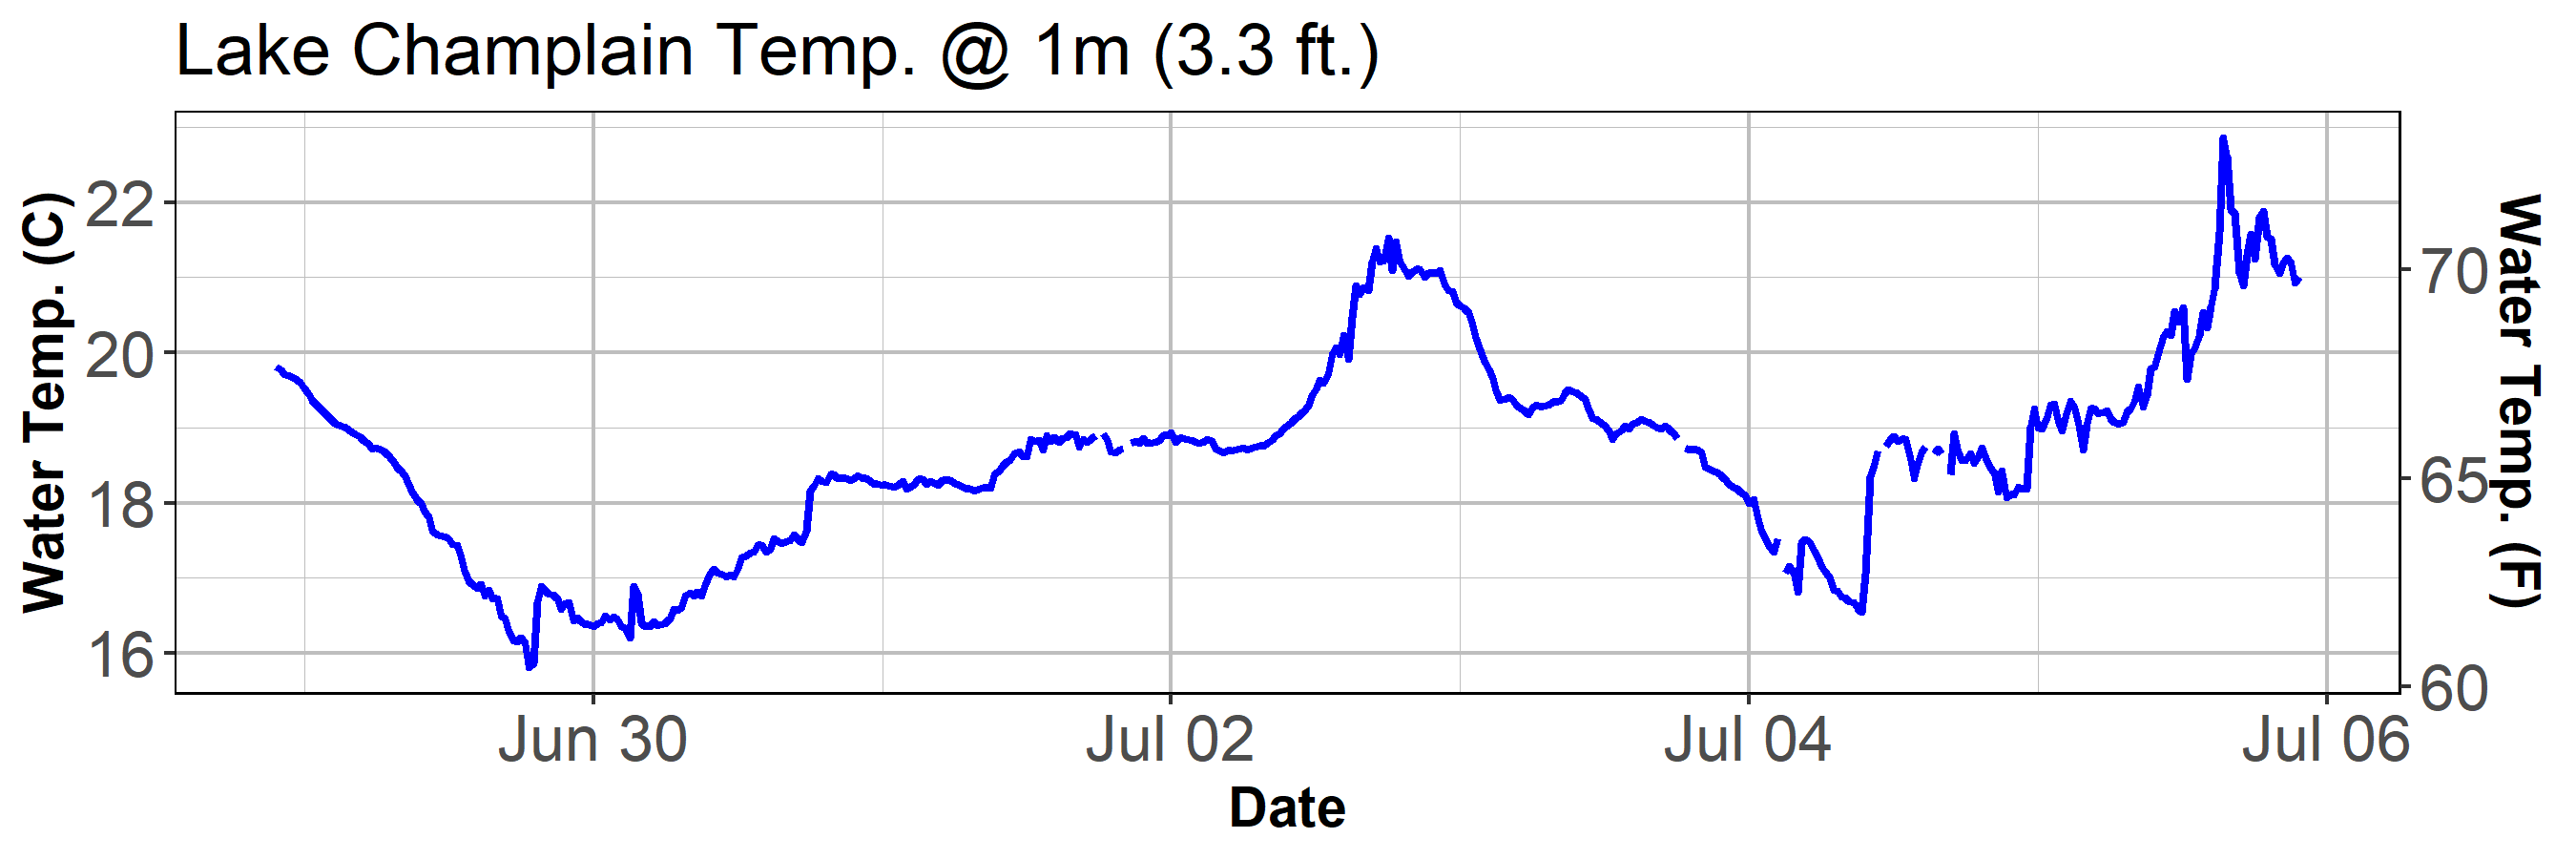 Lake Champlain Temp. @ 1m (3.3 ft.)
Water Temp. (C)
22
20
18
16
70
65
60
Water Temp. (F)
Jun 30
Jul 02
Jul 04
Jul 06
Date